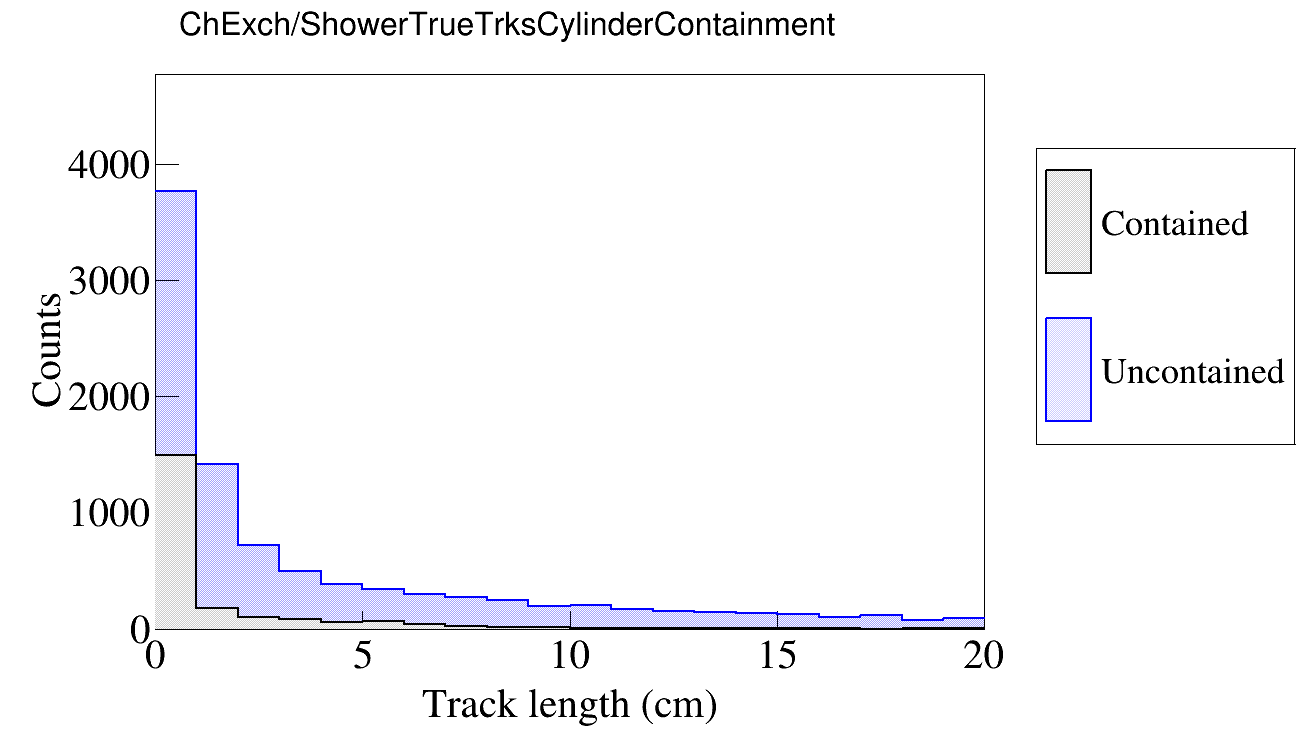 ChExch/ShowerTrueTrksCylinderContainment
4000
3000
2000
1000
0
Counts
0 5 10 15 20
Track length (cm)
Contained
Uncontained